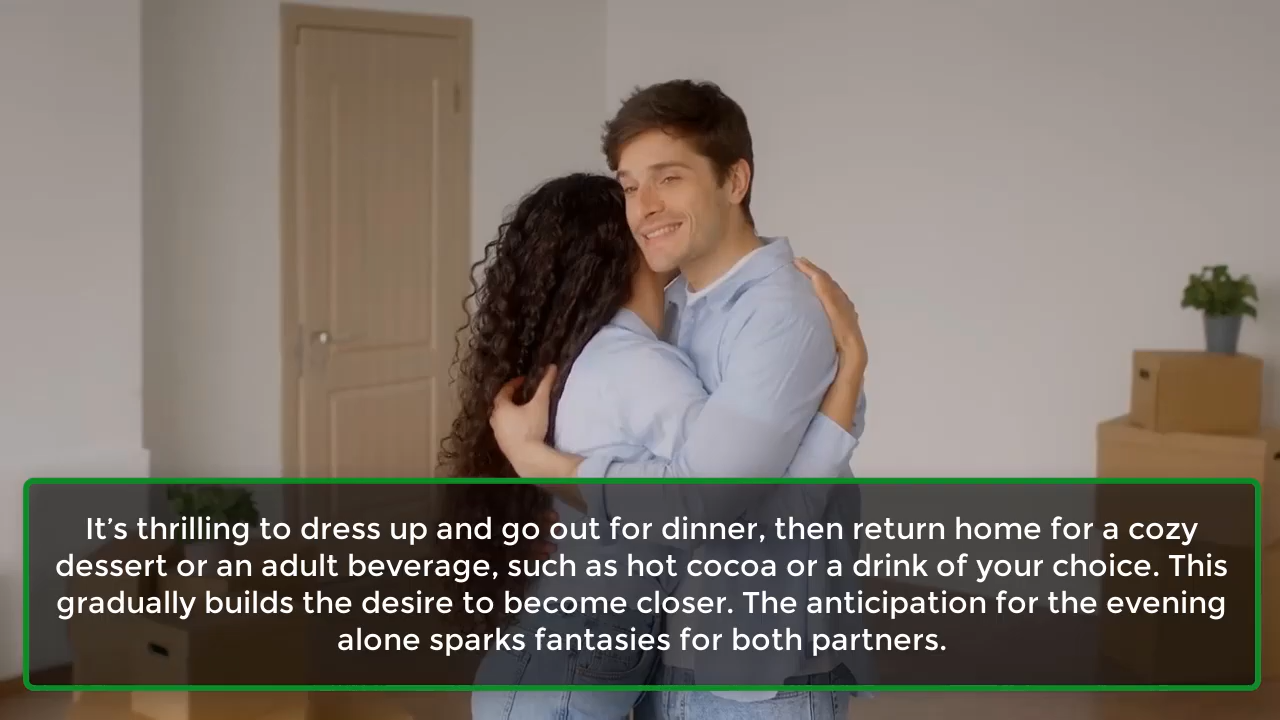 It’s thrilling to dress up and go out for dinner, then return home for a cozy
dessert or an adult beverage, such as hot cocoa or a drink of your choice. This
gradually builds the desire to become closer. The anticipation for the evening
alone sparks fantasies for both partners.